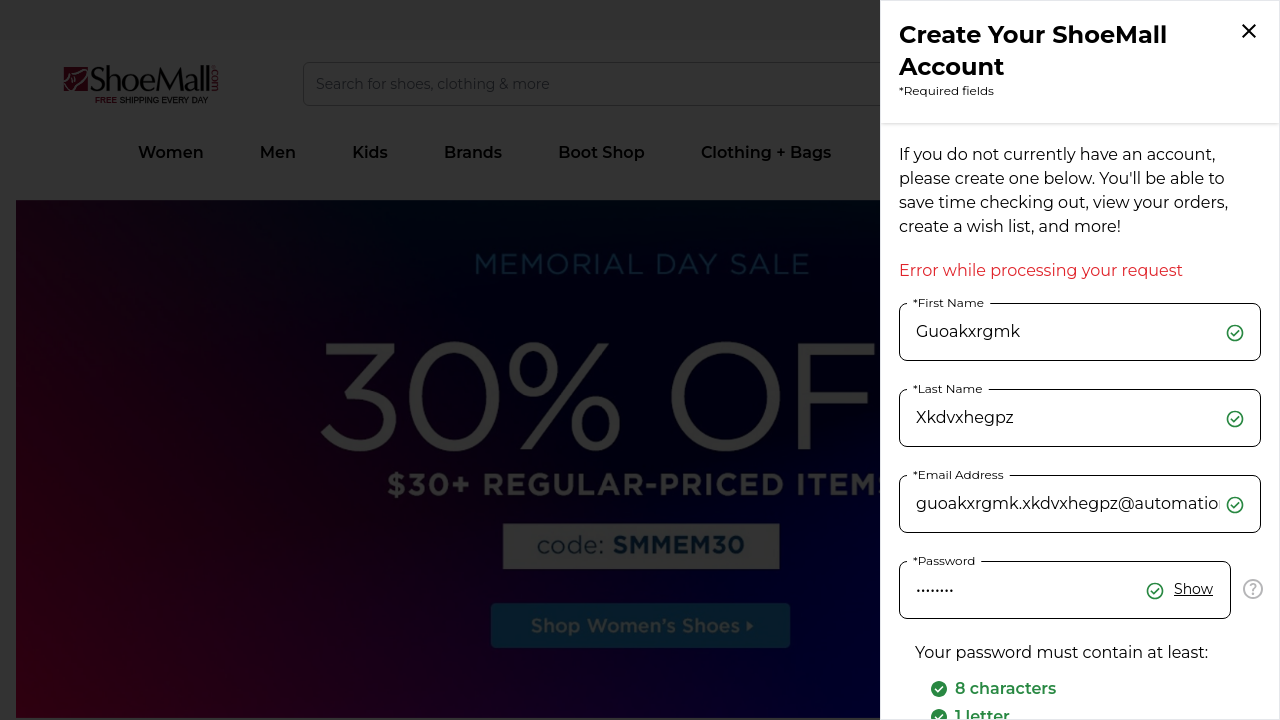 ShoeMall.com
FREE SHIPPING EVERY DAY
Search for shoes, clothing & more
Women
Men
Kids
Brands
Boot Shop
Clothing + Bags
MEMORIAL DAY SALE
30% OF
$30+ REGULAR-PRICED ITEMS
code: SMMEM30
Shop Women's Shoes
Create Your ShoeMall
Account
*Required fields
If you do not currently have an account,
please create one below. You'll be able to
save time checking out, view your orders,
create a wish list, and more!
Error while processing your request
*First Name
Guoakxrgmk
*Last Name
Xkdvxhegpz
*Email Address
guoakxrgmk.xkdvxhegpz@automatio
*Password
••••••••
Show
Your password must contain at least:
8 characters
1 letter